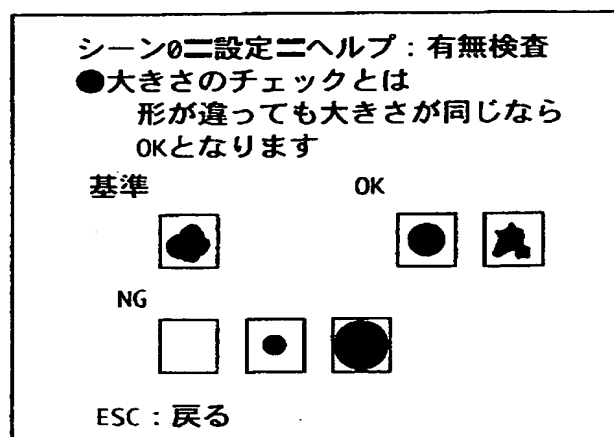 シーン0＝設定＝ヘルプ：有無検査
●大きさのチェックとは
形が違っても大きさが同じなら
OKとなります
基準 OK
NG
ESC：戻る